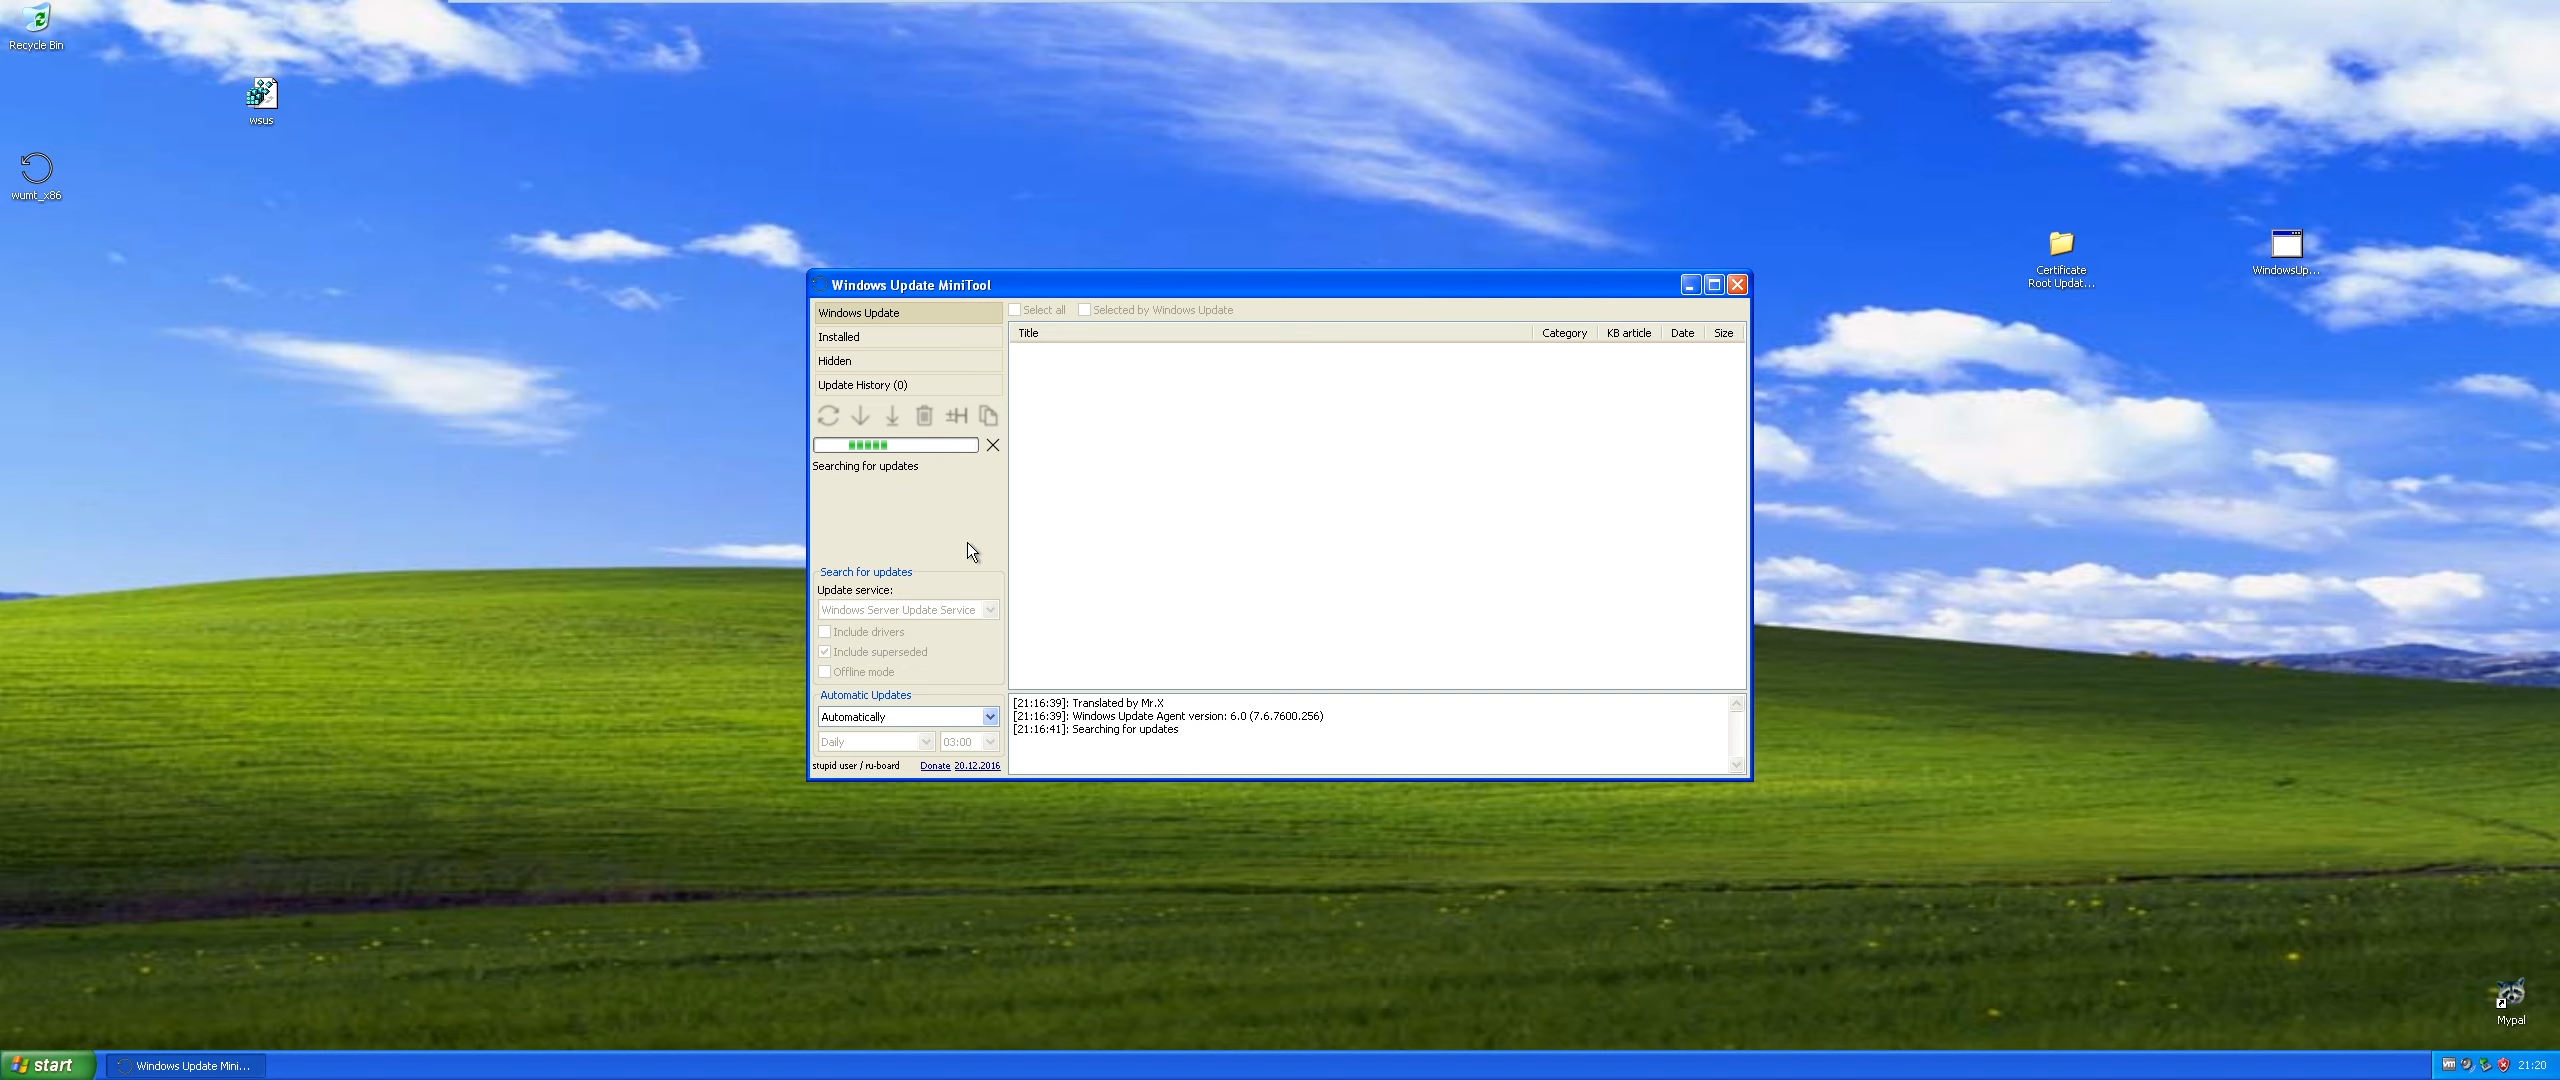 Recycle Bin
wsus
wumt_x86
Certificate
Root Updat...
WindowsUp...
Mypal
Windows Update MiniTool
Windows Update
Installed
Hidden
Update History (0)
Searching for updates
Search for updates
Update service:
Windows Server Update Service
Include drivers
Include superseded
Offline mode
Automatic Updates
Automatically
Daily
03:00
stupid user / ru-board
Donate
20.12.2016
Select all
Selected by Windows Update
Title
Category
KB article
Date
Size
[21:16:39]: Translated by Mr.X
[21:16:39]: Windows Update Agent version: 6.0 (7.6.7600.256)
[21:16:41]: Searching for updates
start
Windows Update Mini...
vm
21:20